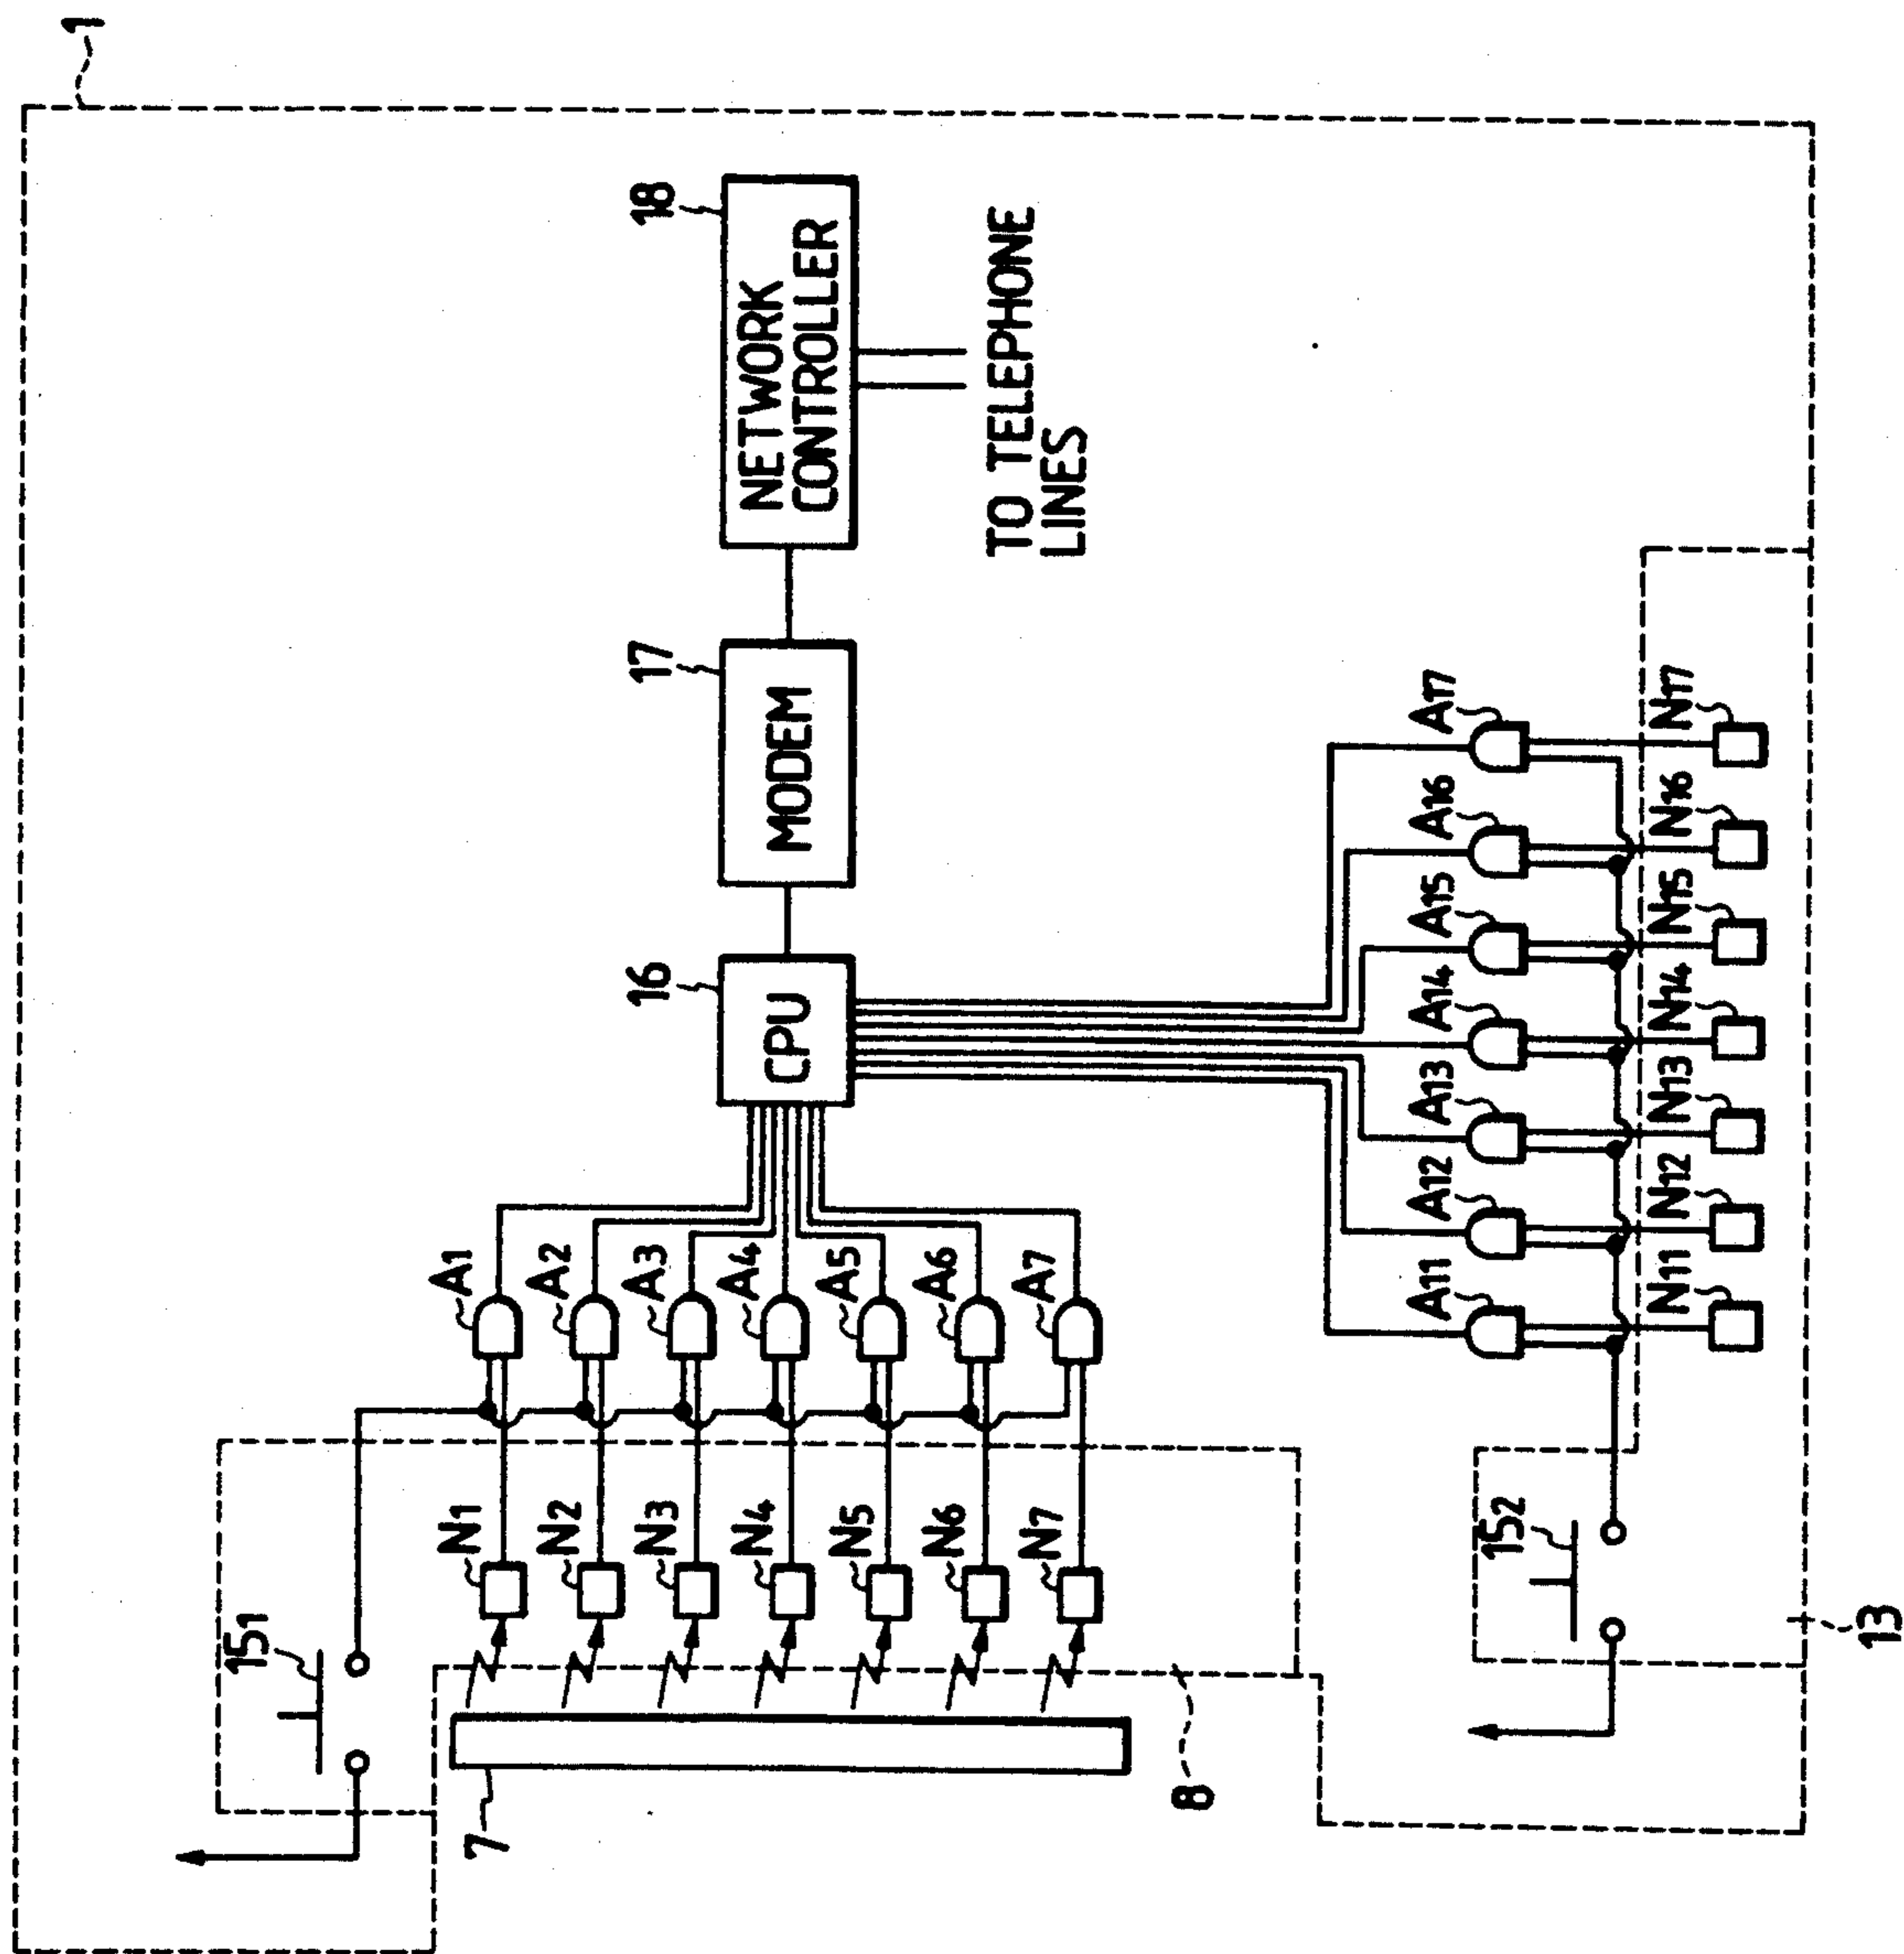 1
18
NETWORK
CONTROLLER
TO TELEPHONE
LINES
17
MODEM
16
CPU
A1
A2
A3
A4
A5
A6
A7
N1
N2
N3
N4
N5
N6
N7
151
7
8
A11
A12
A13
A14
A15
A16
A17
N11
N12
N13
N14
N15
N16
N17
152
13